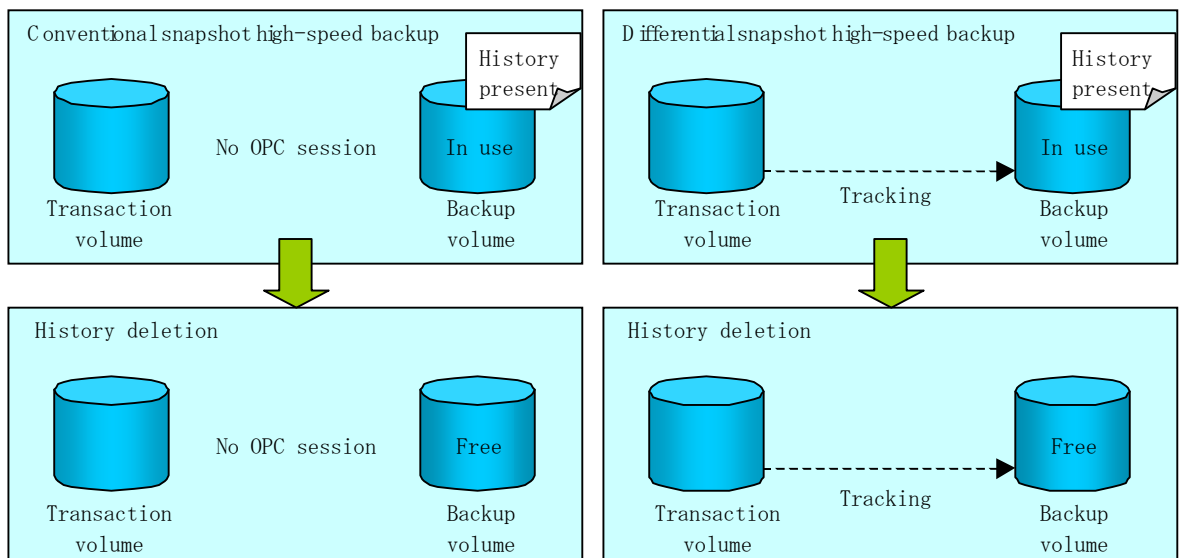 Conventional snapshot high-speed backup
History
present
No OPC session
In use
Transaction
volume
Backup
volume
Differential snapshot high-speed backup
History
present
In use
Tracking
Transaction
volume
Backup
volume
History deletion
No OPC session
Free
Transaction
volume
Backup
volume
History deletion
Free
Tracking
Transaction
volume
Backup
volume